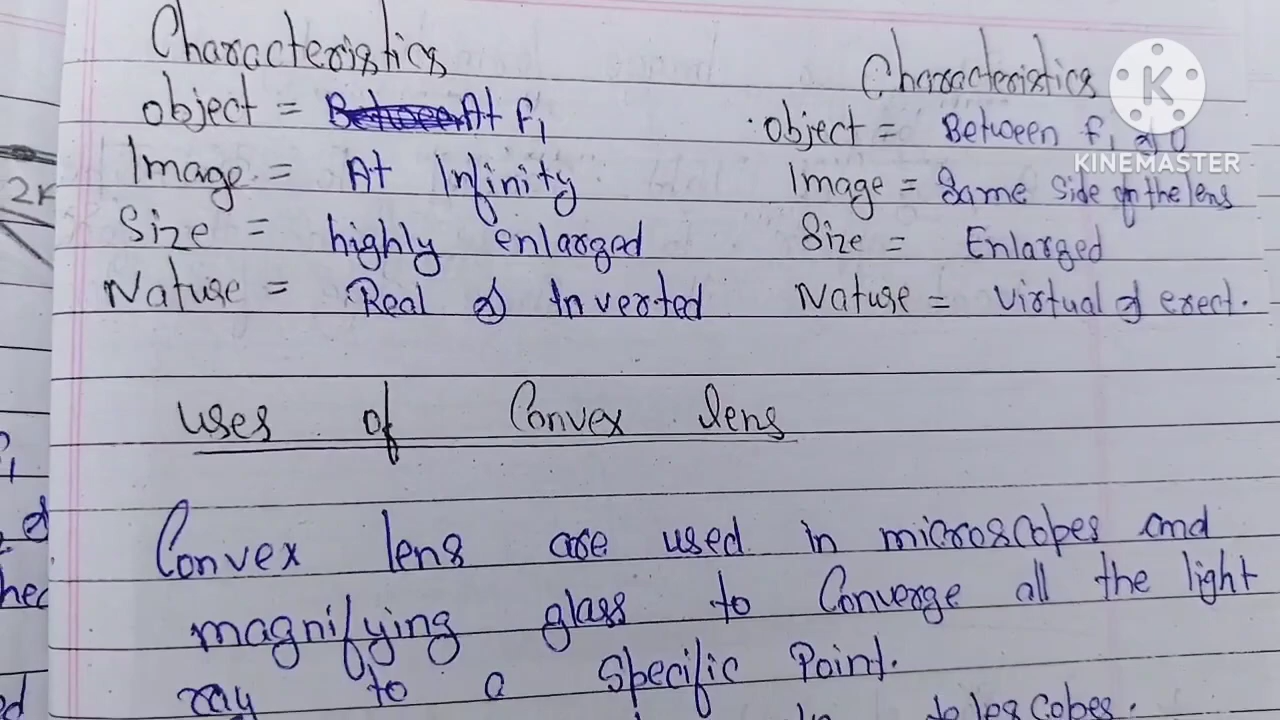 Characteristics
object = At F1
Image = At Infinity
Size = highly enlarged
Nature = Real & Inverted
Characteristics
object = Between F1 & O
Image = Same side of the lens
Size = Enlarged
Nature = Virtual & erect.
K
KINEMASTER
2F
uses of Convex lens
Convex lens are used in microscopes and
magnifying glass to Converge all the light
ray to a specific Point.